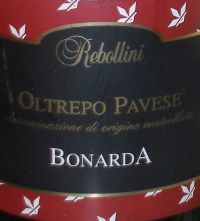 Rebollini
OLTREPO PAVESE
denominazione di origine controllata
BONARDA